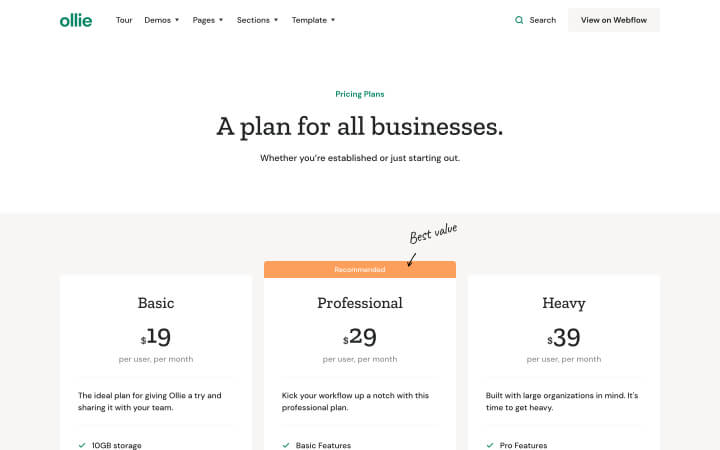 ollie Tour Demos Pages Sections Template Search View on Webflow
Pricing Plans
A plan for all businesses.
Whether you're established or just starting out.
Best value
Recommended
Basic
$19
per user, per month
The ideal plan for giving Ollie a try and
sharing it with your team.
10GB storage
Professional
$29
per user, per month
Kick your workflow up a notch with this
professional plan.
Basic Features
Heavy
$39
per user, per month
Built with large organizations in mind. It's
time to get heavy.
Pro Features